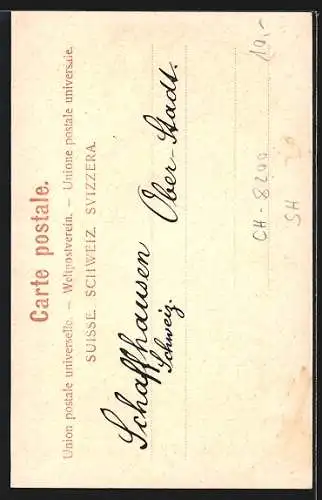 Carte postale.
Union postale universelle. — Weltpostverein. — Unione postale universale.
SUISSE. SCHWEIZ. SVIZZERA.
Schaffhausen Ober-Stadt.
Schweiz.
CH-8200
SH
10,-